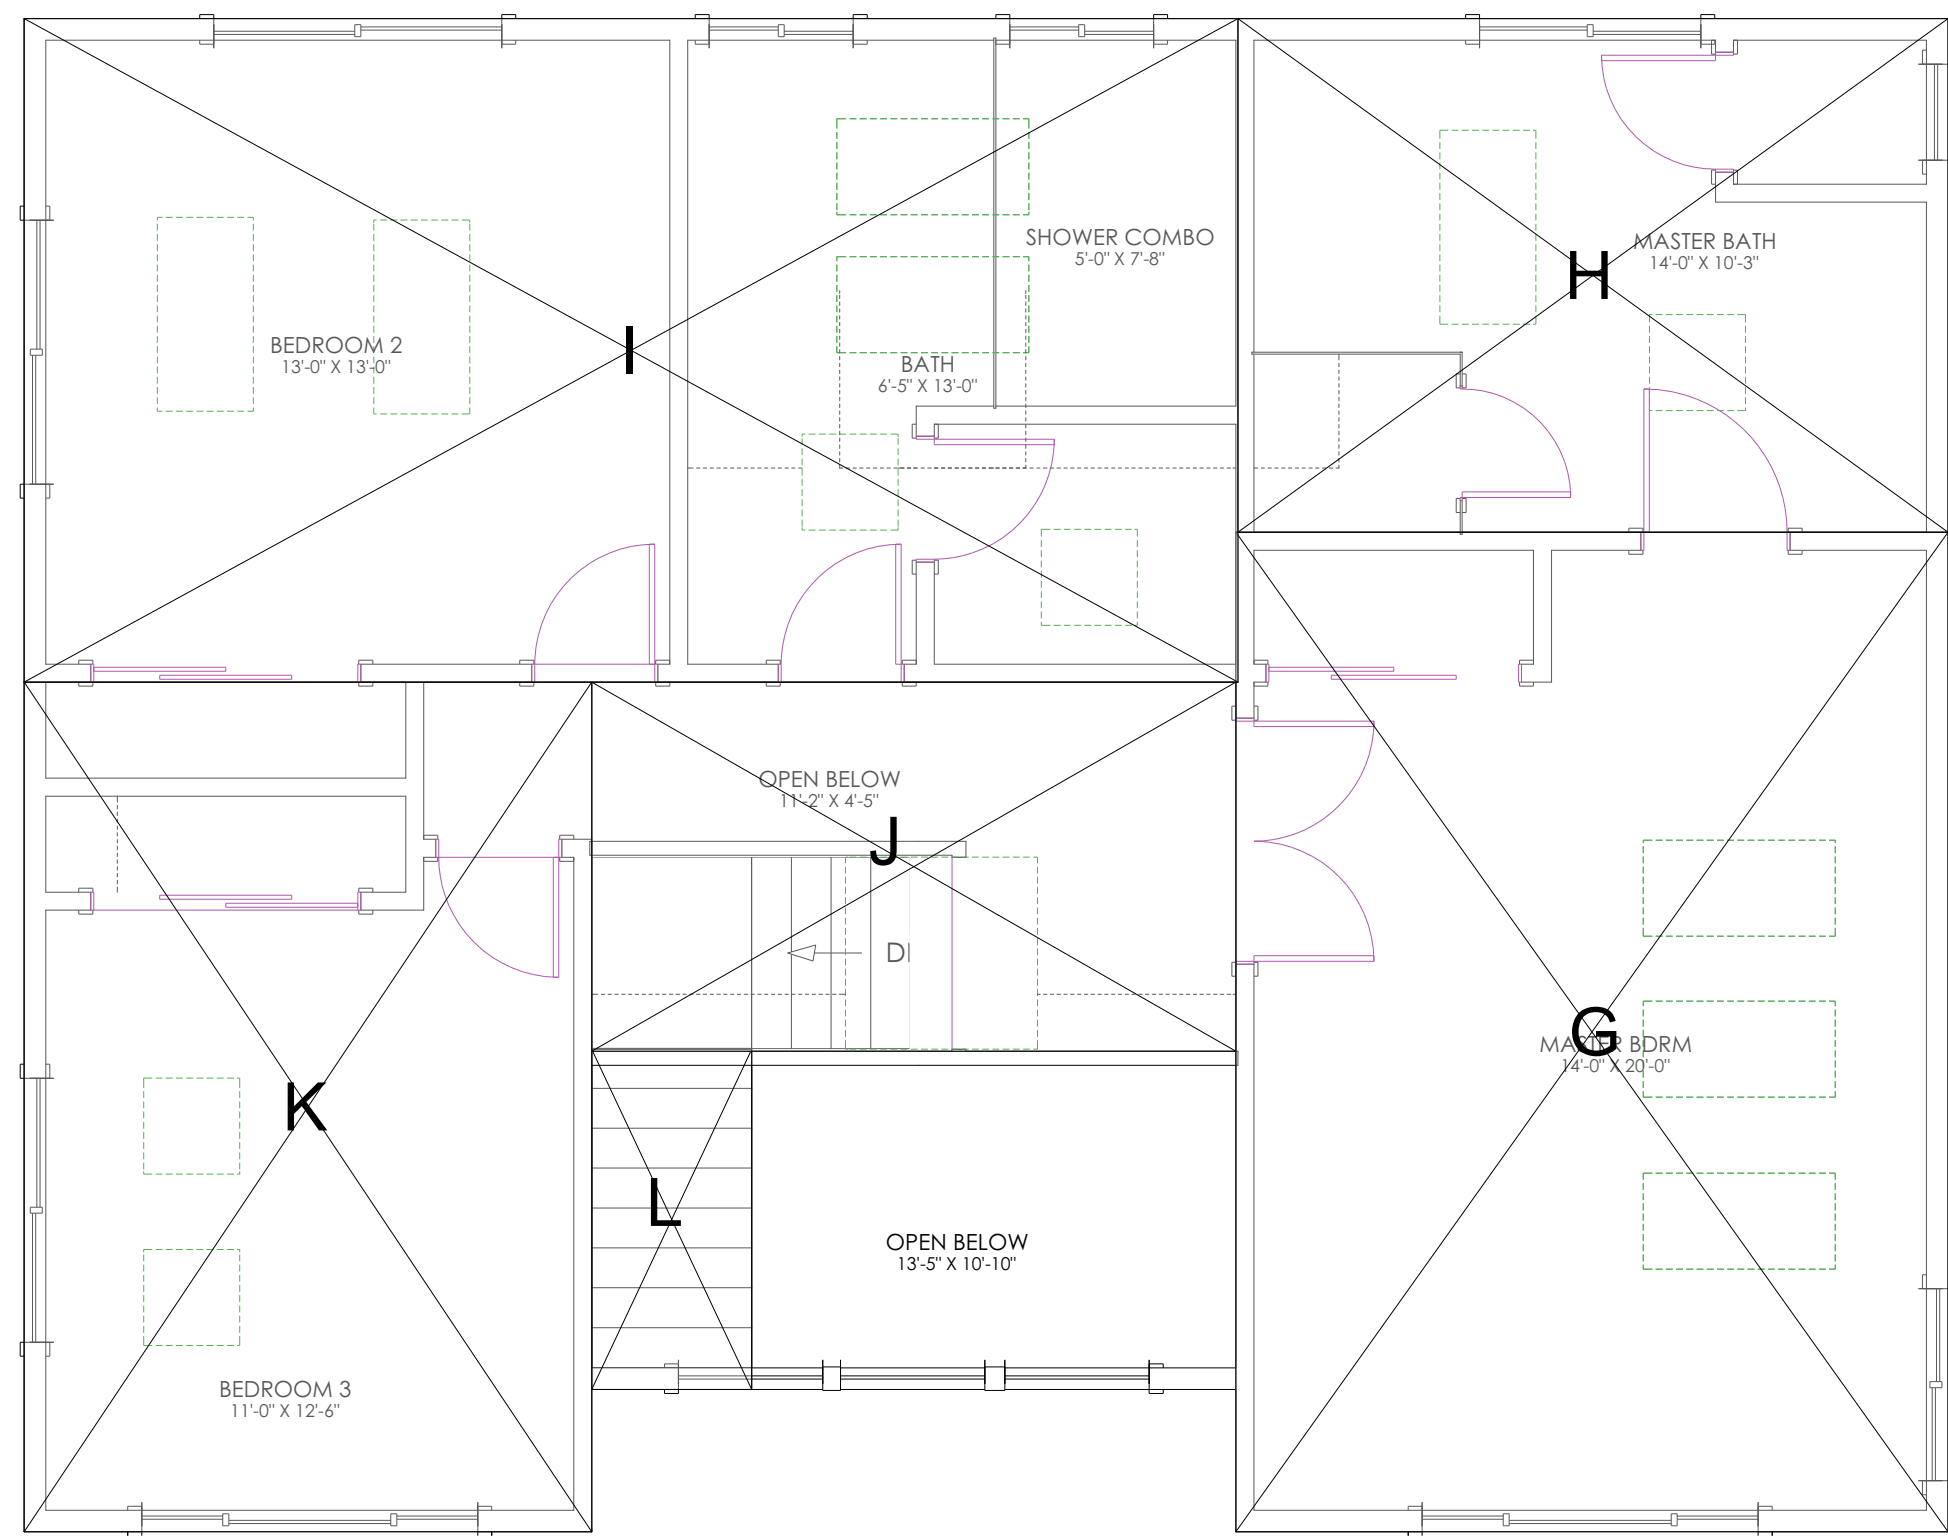 SHOWER COMBO
5'-0" X 7'-8"
MASTER BATH
14'-0" X 10'-3"
H
BEDROOM 2
13'-0" X 13'-0"
I
BATH
6'-5" X 13'-0"
OPEN BELOW
11'-2" X 4'-5"
J
D
G
MASTER BDRM
14'-0" X 20'-0"
K
L
OPEN BELOW
13'-5" X 10'-10"
BEDROOM 3
11'-0" X 12'-6"